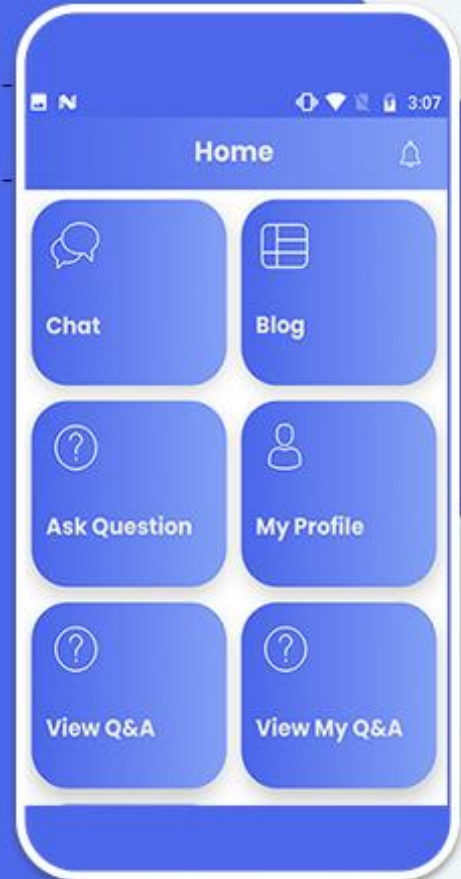 3:07
Home
Chat
Blog
Ask Question
My Profile
View Q&A
View My Q&A